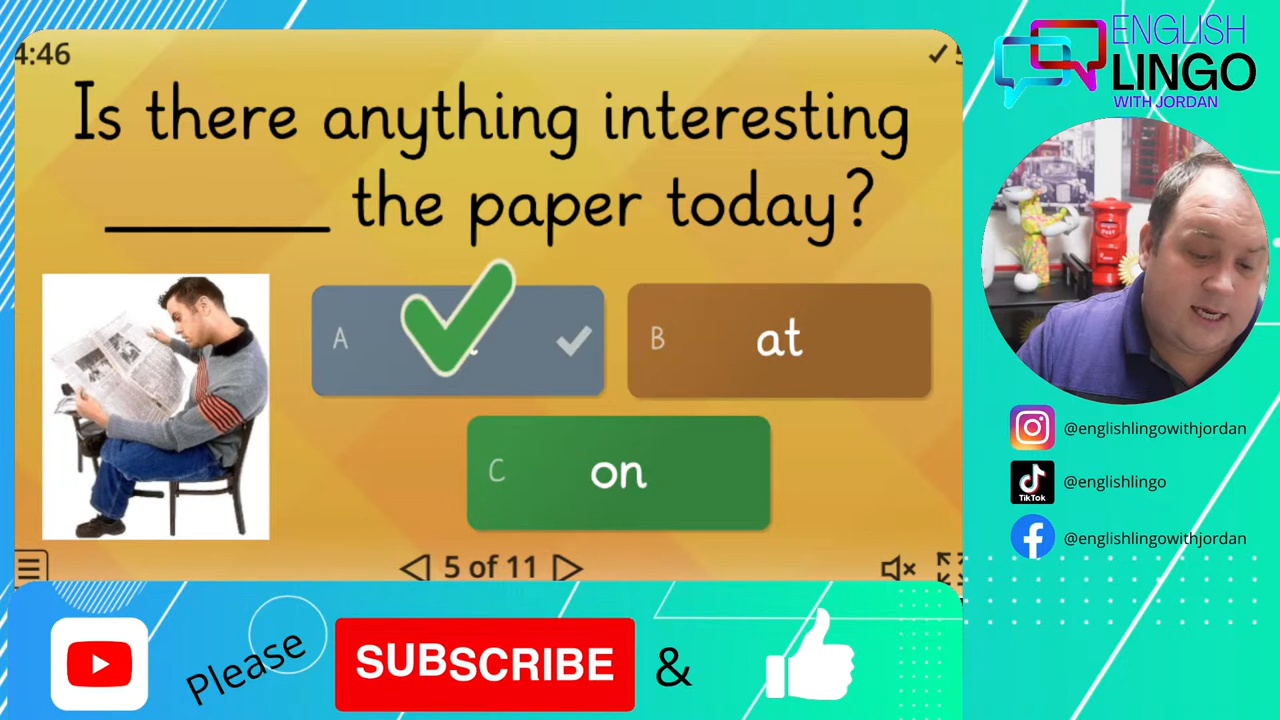 4:46
Is there anything interesting
the paper today?
A
B at
C on
5 of 11
Please SUBSCRIBE &
ENGLISH
LINGO
WITH JORDAN
@englishlingowithjordan
TikTok
@englishlingo
@englishlingowithjordan